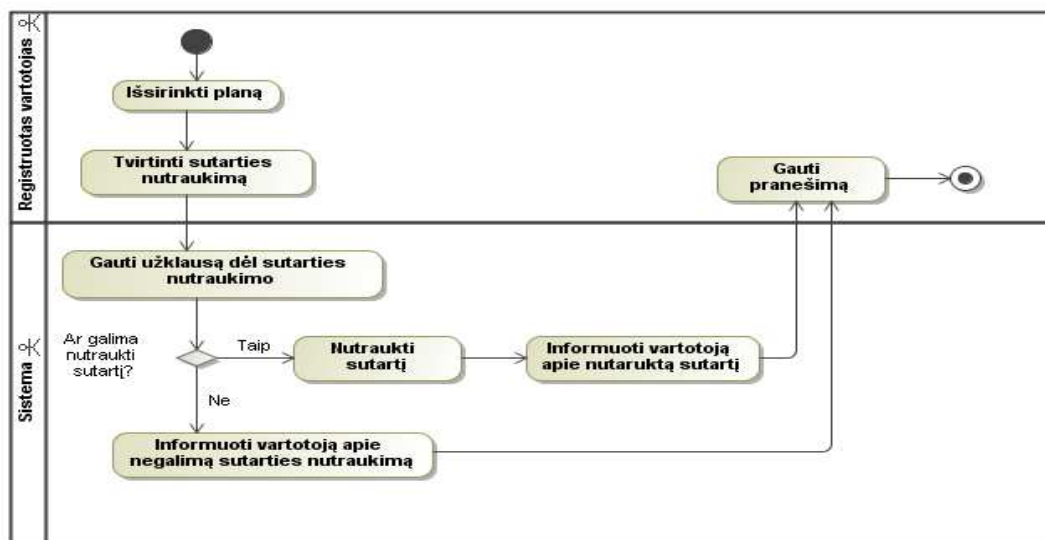 Registruotas vartotojas
Išsirinkti planą
Tvirtinti sutarties
nutraukimą
Gauti
pranešimą
Sistema
Gauti užklausą dėl sutarties
nutraukimo
Ar galima
nutraukti
sutartį?
Taip
Nutraukti
sutartį
Informuoti vartotoją
apie nutaruktą sutartį
Ne
Informuoti vartotoją apie
negalimą sutarties nutraukimą